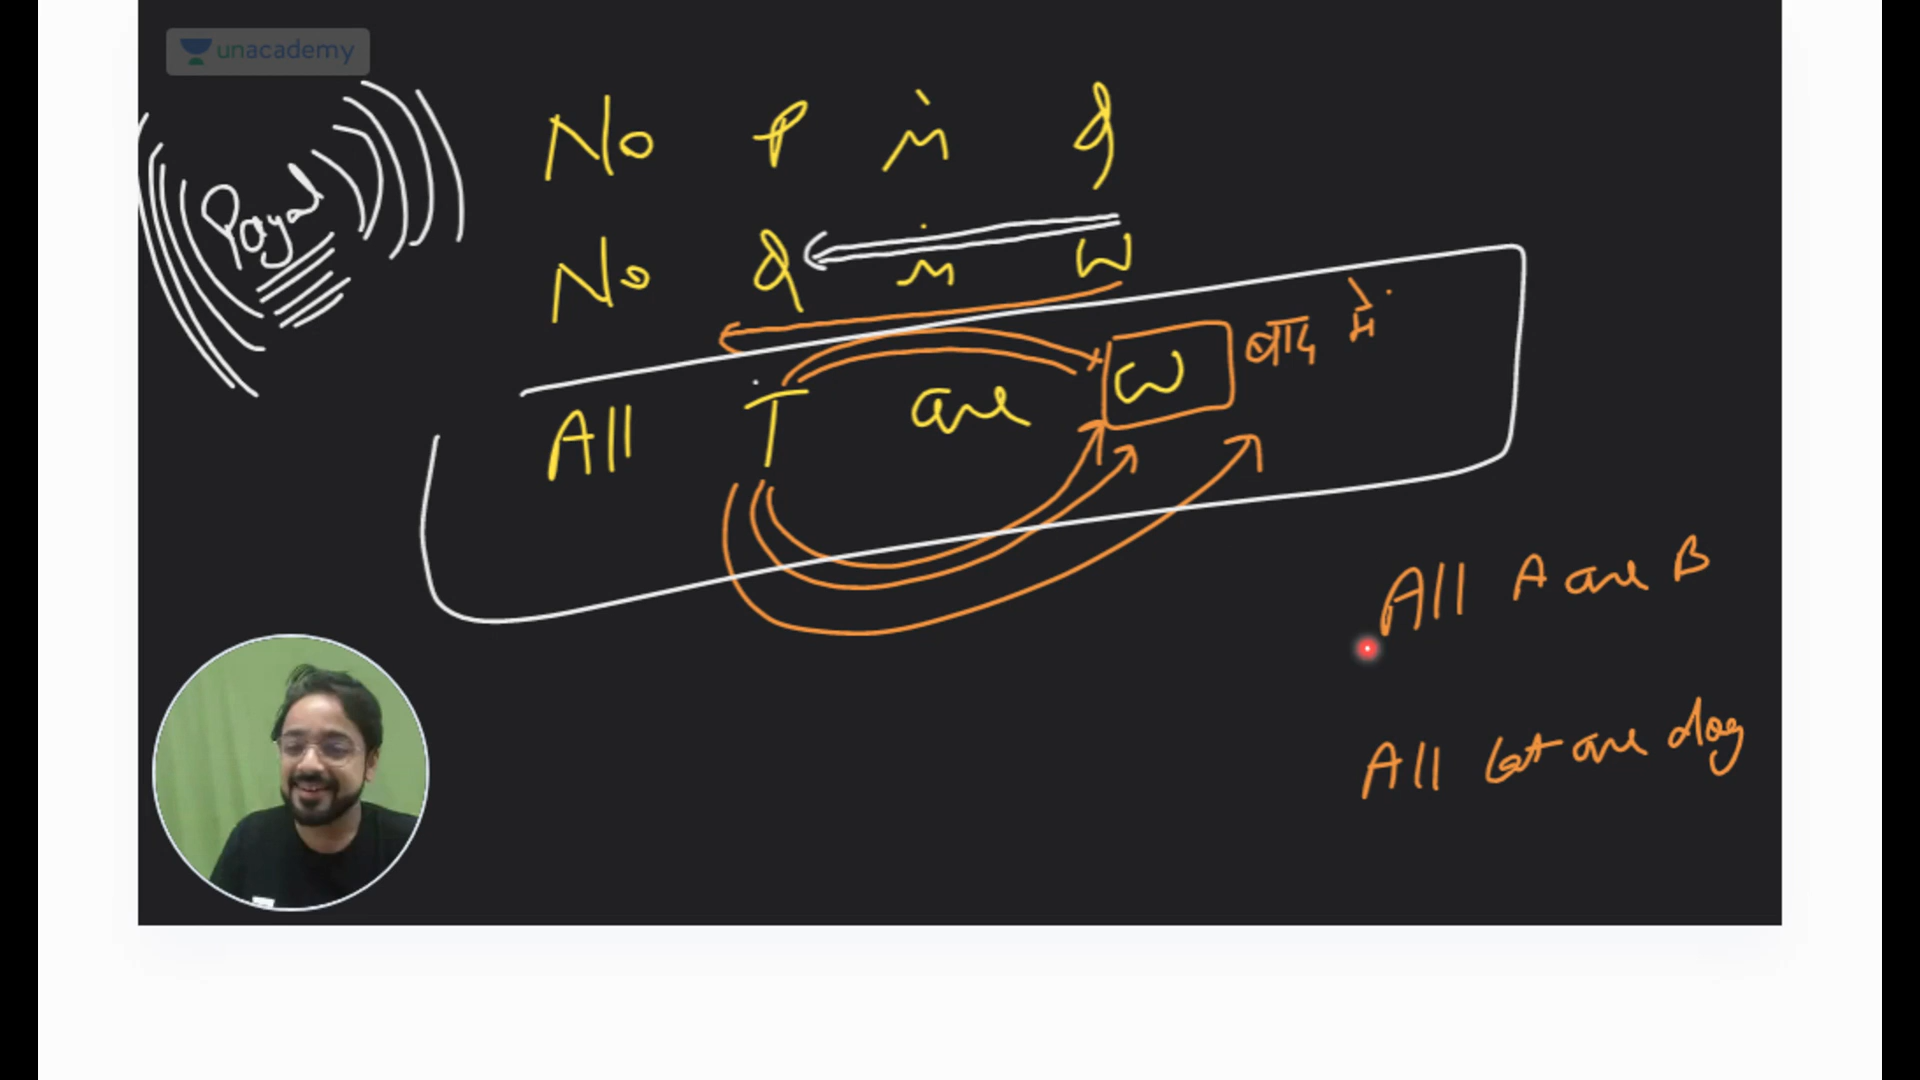 unacademy
No P is Q
Payal
No Q is W
All T are W बाद में
All A are B
All cat are dog